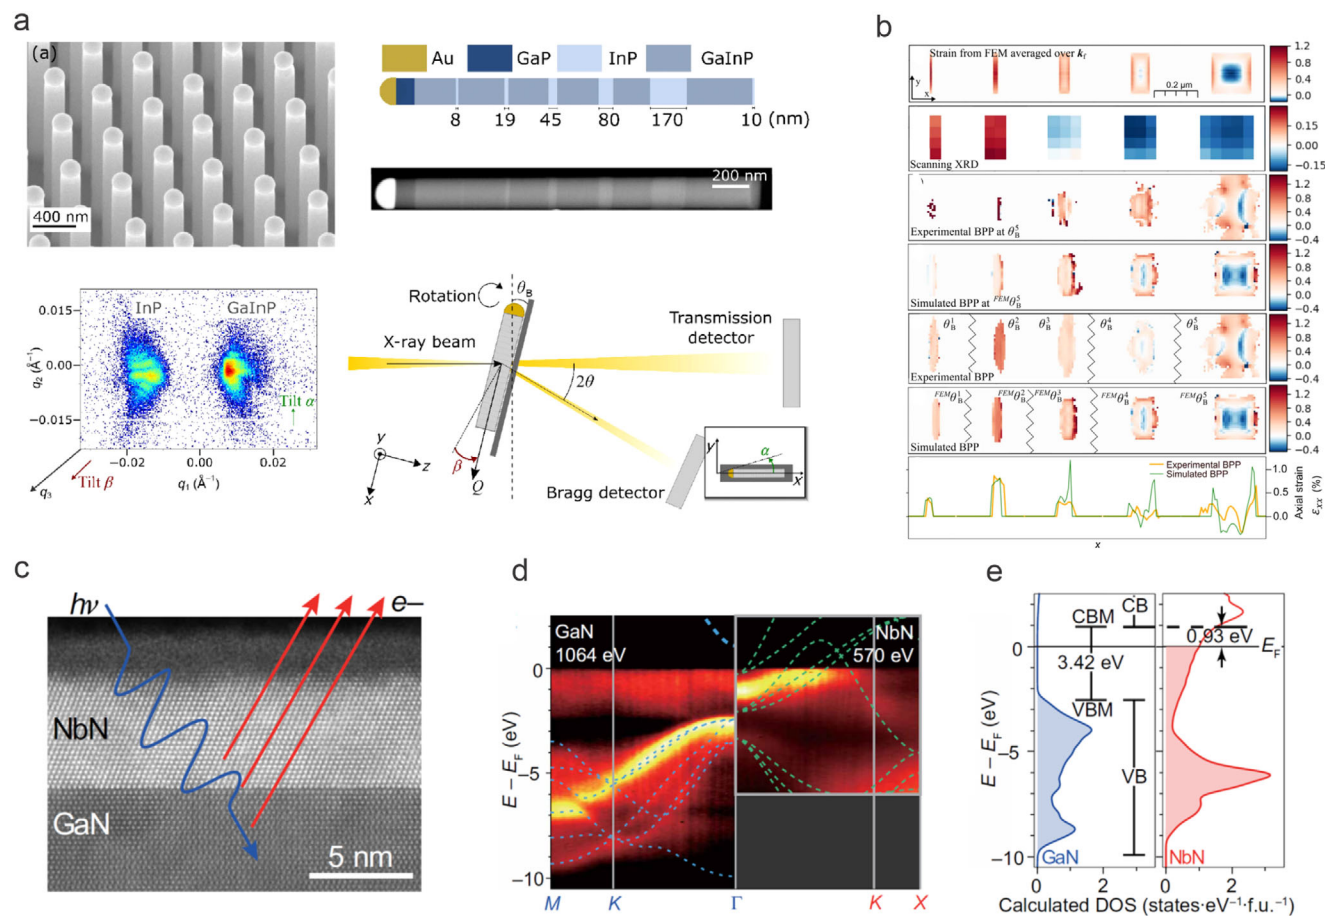 a
(a)
400 nm
Au GaP InP GaInP
8 19 45 80 170 10 (nm)
200 nm
InP GaInP
0.015
0.00
−0.015
q₂ (Å⁻¹)
Tilt α
−0.02 0.00 0.02
q₁ (Å⁻¹)
q₃
Tilt β
Rotation
θB
X-ray beam
Transmission
detector
2θ
y
z
x
β
Q
Bragg detector
y
α
x
b
Strain from FEM averaged over kf
y
x
0.2 μm
1.2
0.8
0.4
0.0
Scanning XRD
0.15
0.00
−0.15
Experimental BPP at θB⁵
1.2
0.8
0.4
0.0
−0.4
Simulated BPP at FEMθB⁵
1.2
0.8
0.4
0.0
−0.4
θB¹ θB² θB³ θB⁴ θB⁵
Experimental BPP
1.2
0.8
0.4
0.0
−0.4
FEMθB¹ FEMθB² FEMθB³ FEMθB⁴ FEMθB⁵
Simulated BPP
1.2
0.8
0.4
0.0
−0.4
Experimental BPP
Simulated BPP
1.0
0.5
0.0
Axial strain
εxx (%)
x
c
hν
e−
NbN
GaN
5 nm
d
GaN
1064 eV
NbN
570 eV
0
−5
−10
E − EF (eV)
M K Γ K X
e
CBM CB
0.93 eV
EF
3.42 eV
VBM
VB
0
−5
−10
E − EF (eV)
GaN NbN
0 2 0 2
Calculated DOS (states·eV⁻¹·f.u.⁻¹)